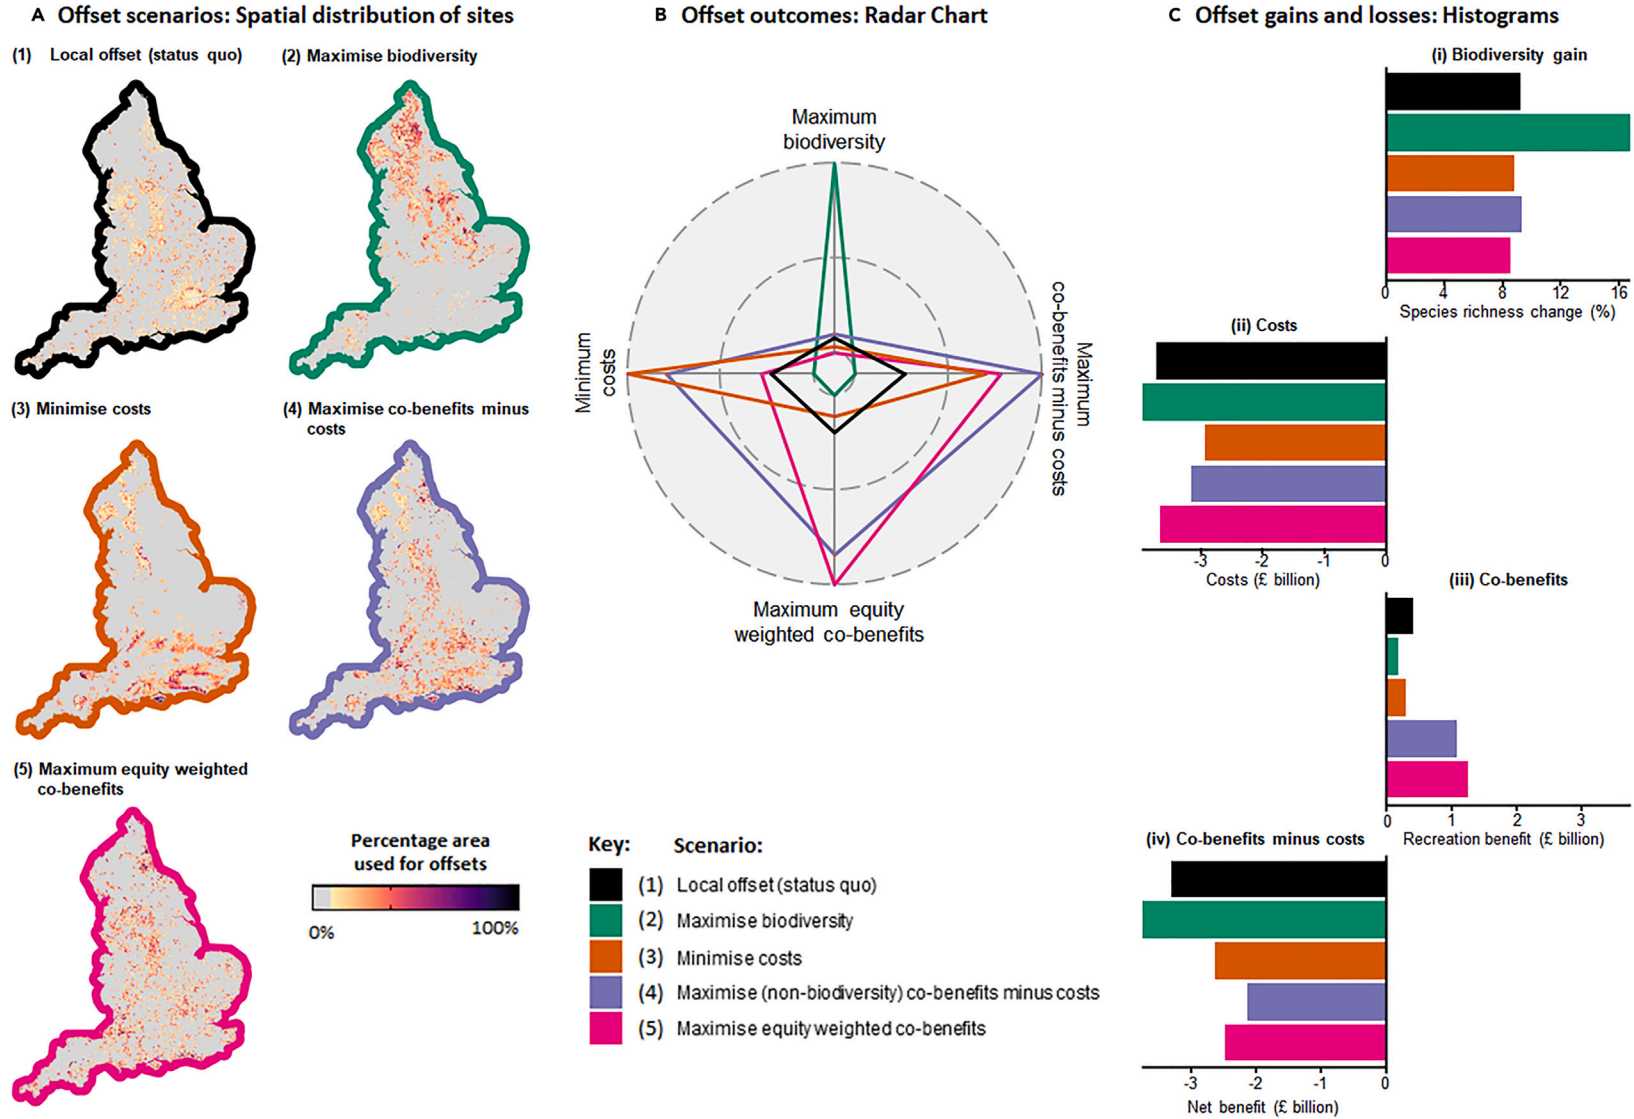 A Offset scenarios: Spatial distribution of sites
(1) Local offset (status quo)
(2) Maximise biodiversity
(3) Minimise costs
(4) Maximise co-benefits minus
costs
(5) Maximum equity weighted
co-benefits
Percentage area
used for offsets
0%
100%
B Offset outcomes: Radar Chart
Maximum
biodiversity
Maximum
co-benefits minus costs
Maximum equity
weighted co-benefits
Minimum
costs
Key: Scenario:
(1) Local offset (status quo)
(2) Maximise biodiversity
(3) Minimise costs
(4) Maximise (non-biodiversity) co-benefits minus costs
(5) Maximise equity weighted co-benefits
C Offset gains and losses: Histograms
(i) Biodiversity gain
0 4 8 12 16
Species richness change (%)
(ii) Costs
-3 -2 -1 0
Costs (£ billion)
(iii) Co-benefits
0 1 2 3
Recreation benefit (£ billion)
(iv) Co-benefits minus costs
-3 -2 -1 0
Net benefit (£ billion)